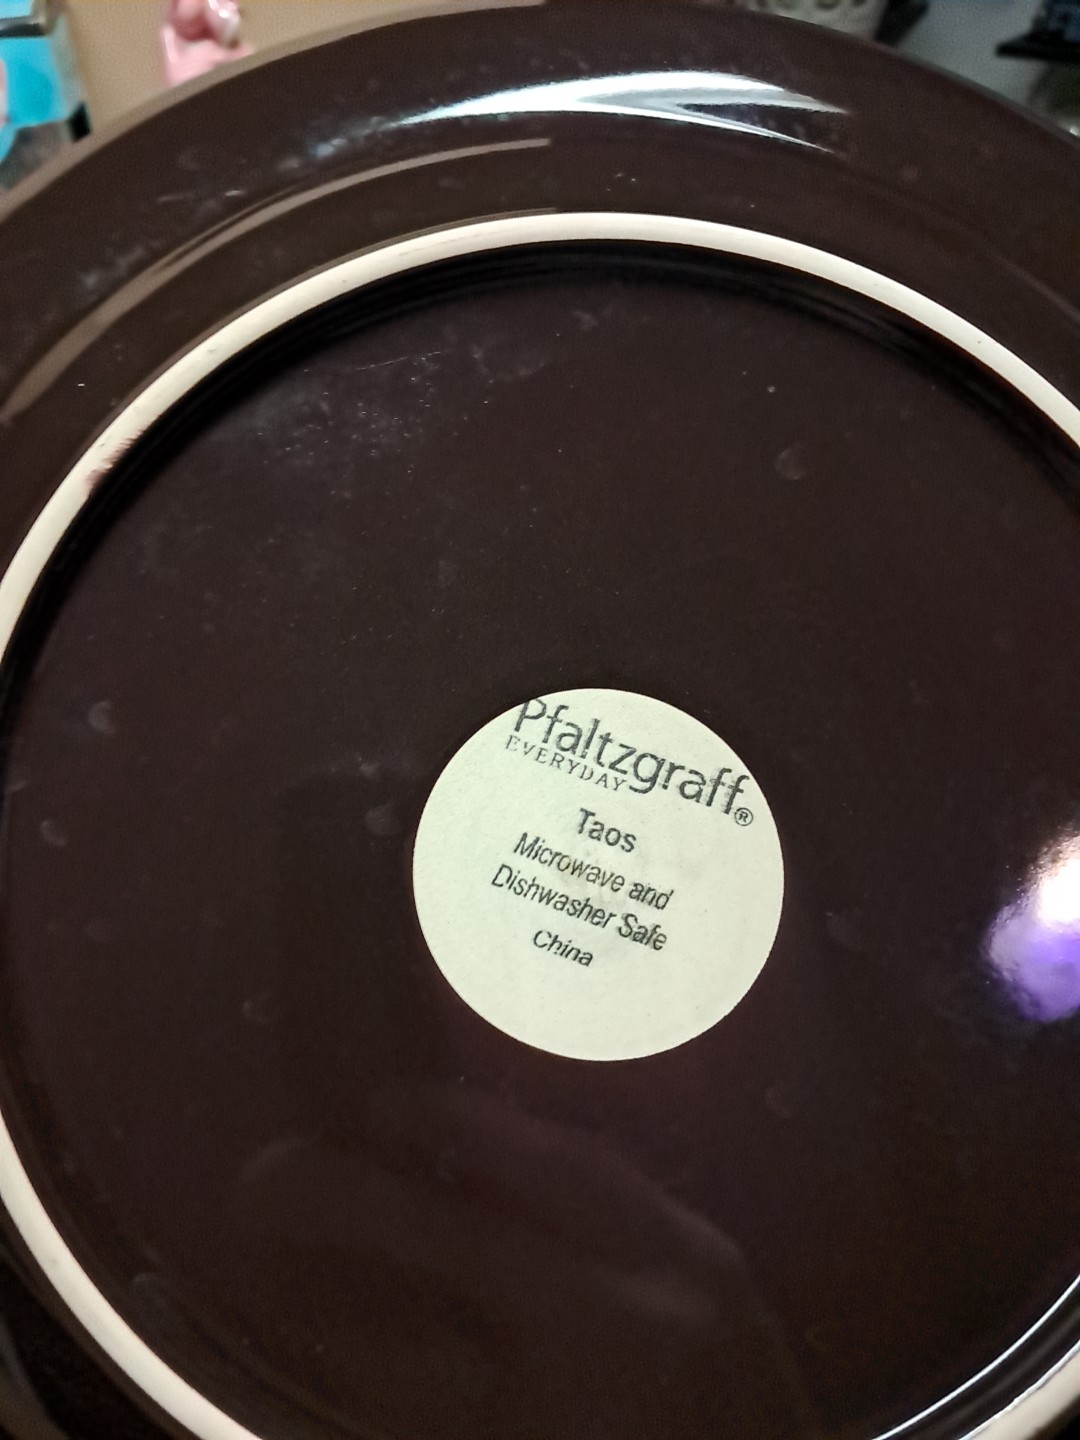 Pfaltzgraff®
EVERYDAY
Taos
Microwave and
Dishwasher Safe
China